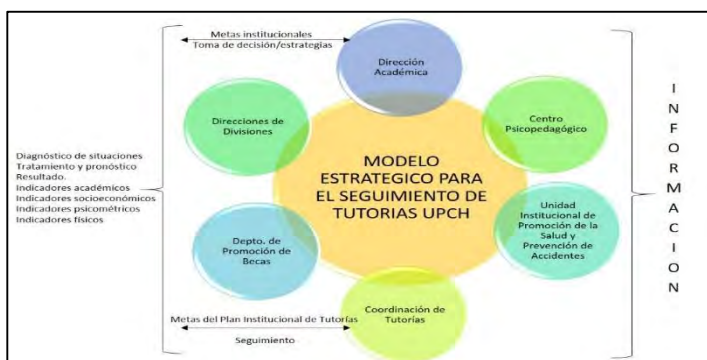 Metas institucionales
Toma de decisión/estrategias
Dirección
Académica
Direcciones de
Divisiones
Centro
Psicopedagógico
Diagnóstico de situaciones
Tratamiento y pronóstico
Resultado.
Indicadores académicos
Indicadores socioeconómicos
Indicadores psicométricos
Indicadores físicos
MODELO
ESTRATEGICO PARA
EL SEGUIMIENTO DE
TUTORIAS UPCH
Unidad
Institucional de
Promoción de la
Salud y
Prevención de
Accidentes
Depto. de
Promoción de
Becas
Coordinación de
Tutorías
Metas del Plan Institucional de Tutorías
Seguimiento
I
N
F
O
R
M
A
C
I
O
N